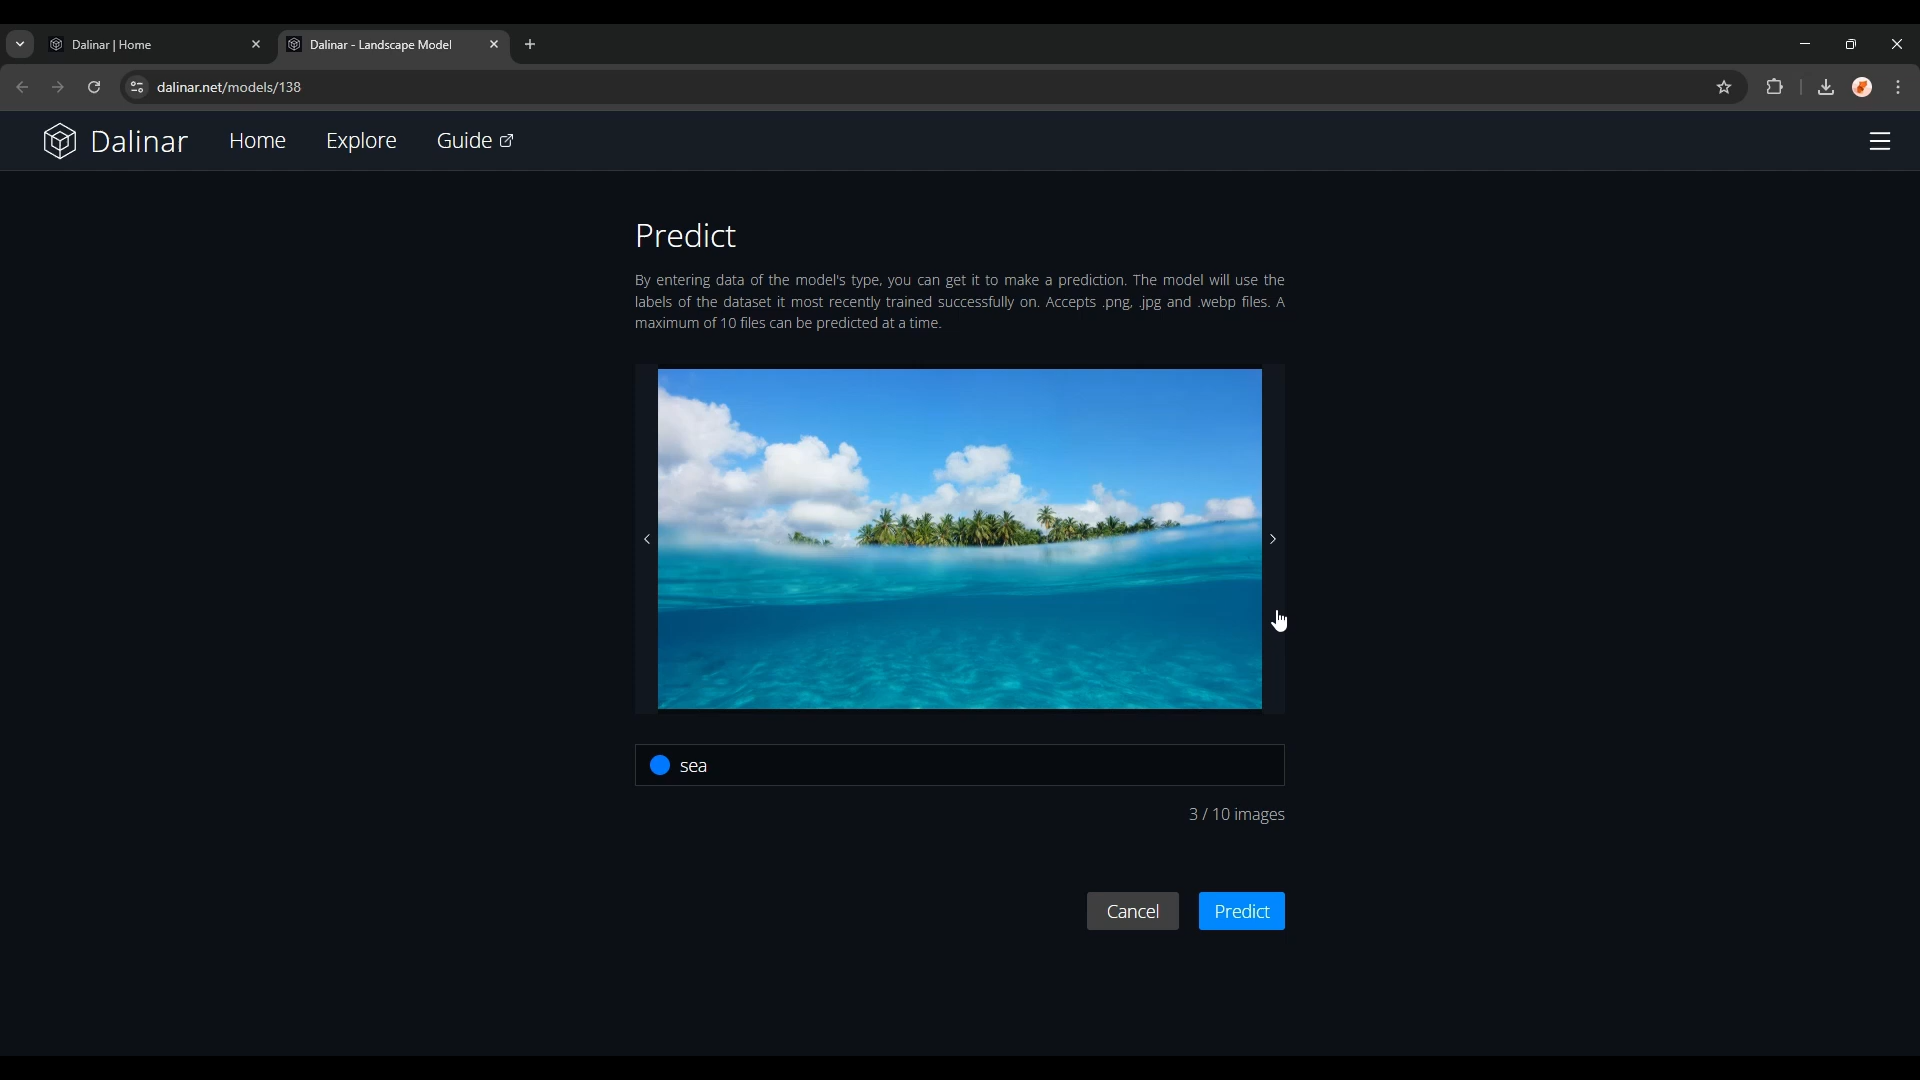 Dalinar | Home
Dalinar - Landscape Model
dalinar.net/models/138
Dalinar
Home
Explore
Guide
Predict
By entering data of the model's type, you can get it to make a prediction. The model will use the
labels of the dataset it most recently trained successfully on. Accepts .png, .jpg and .webp files. A
maximum of 10 files can be predicted at a time.
sea
3 / 10 images
Cancel
Predict